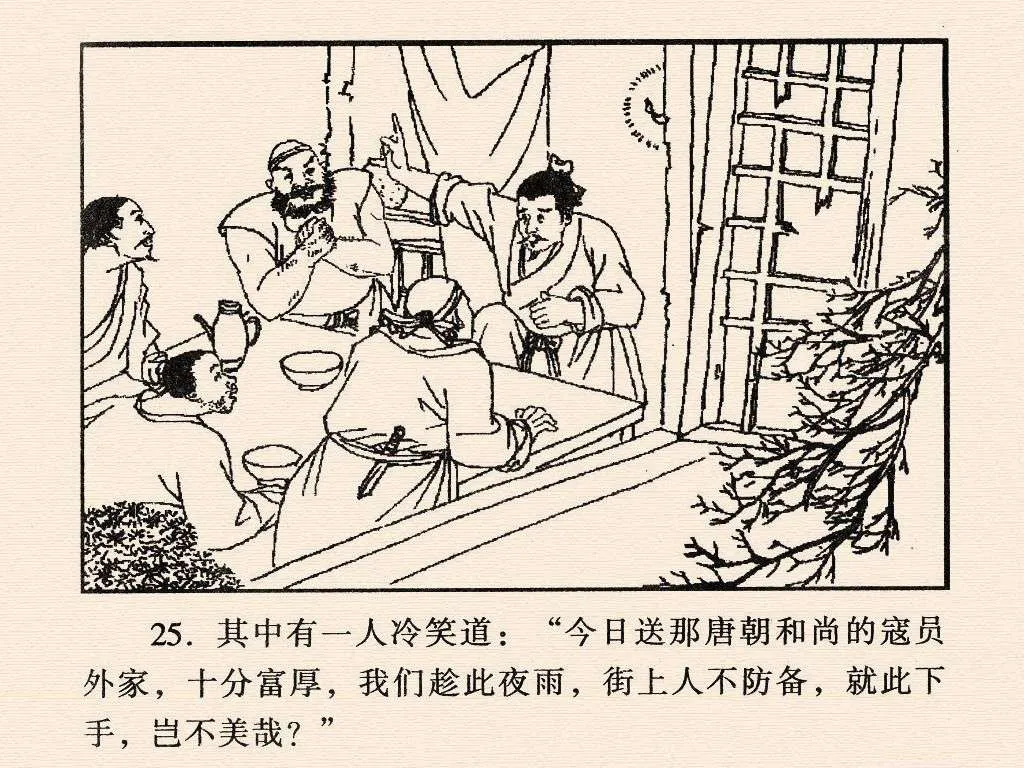 25. 其中有一人冷笑道：“今日送那唐朝和尚的寇员
外家，十分富厚，我们趁此夜雨，街上人不防备，就此下
手，岂不美哉？”